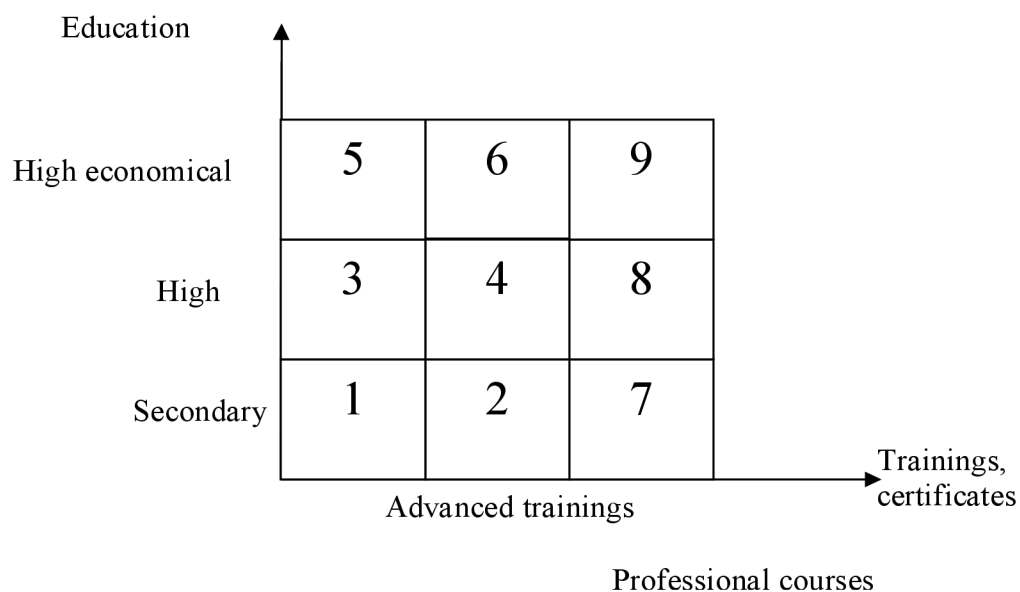 Education
High economical
5 6 9
High
3 4 8
Secondary
1 2 7
Trainings,
certificates
Advanced trainings
Professional courses